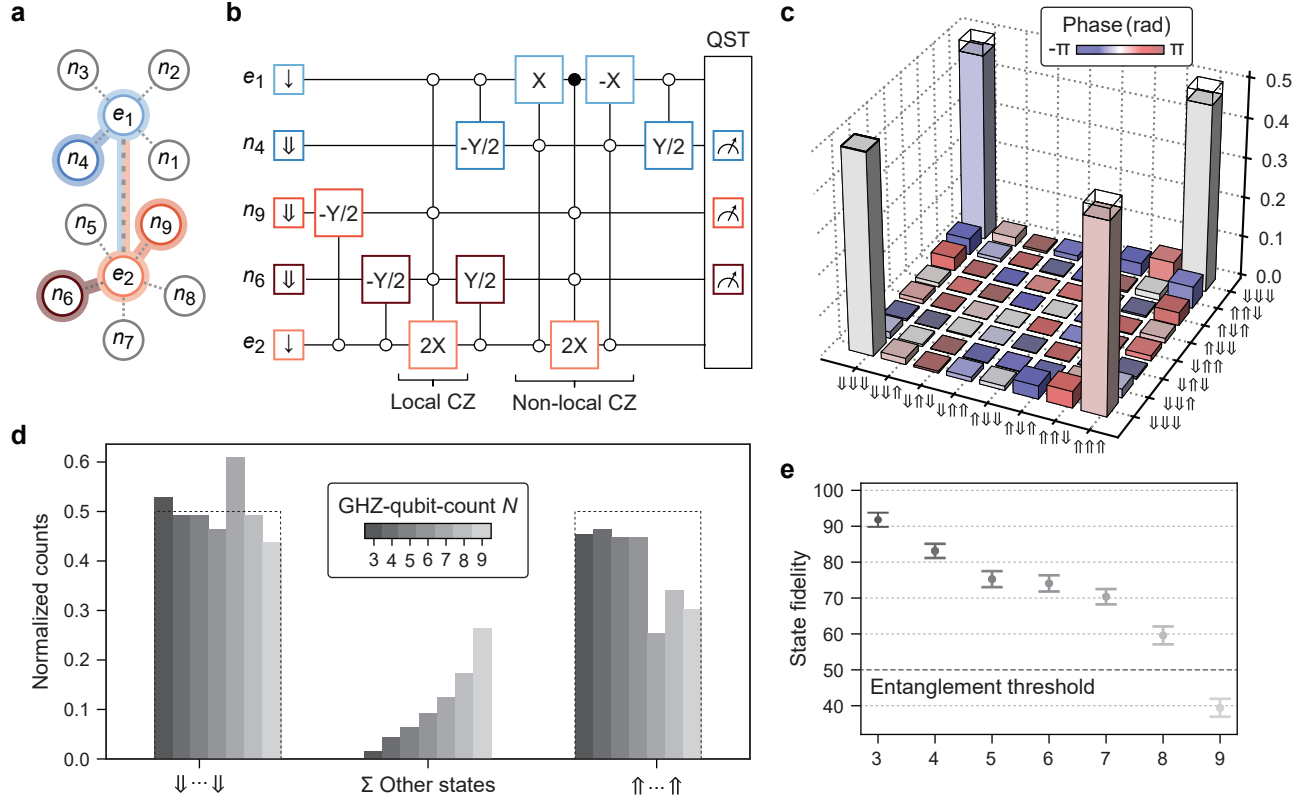 a
n3
n2
e1
n4
n1
n5
n9
e2
n6
n8
n7
b
QST
e1 ↓ X -X
n4 ⇓ -Y/2 Y/2
n9 ⇓ -Y/2
n6 ⇓ -Y/2 Y/2
e2 ↓ 2X 2X
Local CZ
Non-local CZ
c
Phase (rad)
-π π
0.5
0.4
0.3
0.2
0.1
0.0
⇓⇓⇓
⇑⇑⇓
⇑⇓⇑
⇑⇓⇓
⇓⇑⇑
⇓⇑⇓
⇓⇓⇑
⇓⇓⇓
⇓⇓⇓ ⇓⇓⇑ ⇓⇑⇓ ⇓⇑⇑ ⇑⇓⇓ ⇑⇓⇑ ⇑⇑⇓ ⇑⇑⇑
d
Normalized counts
0.6
0.5
0.4
0.3
0.2
0.1
0.0
GHZ-qubit-count N
3 4 5 6 7 8 9
⇓⋯⇓
Σ Other states
⇑⋯⇑
e
State fidelity
100
90
80
70
60
50
40
Entanglement threshold
3 4 5 6 7 8 9